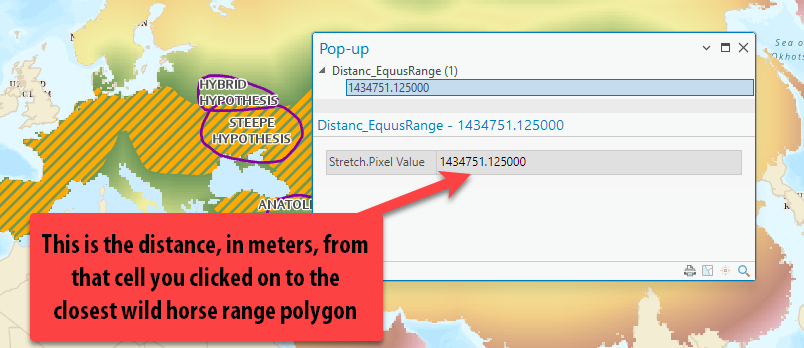 HYBRID
HYPOTHESIS
STEEPE
HYPOTHESIS
ANATOLI
Sea o
Okhots
Pop-up
Distanc_EquusRange (1)
1434751.125000
Distanc_EquusRange - 1434751.125000
Stretch.Pixel Value 1434751.125000
This is the distance, in meters, from
that cell you clicked on to the
closest wild horse range polygon